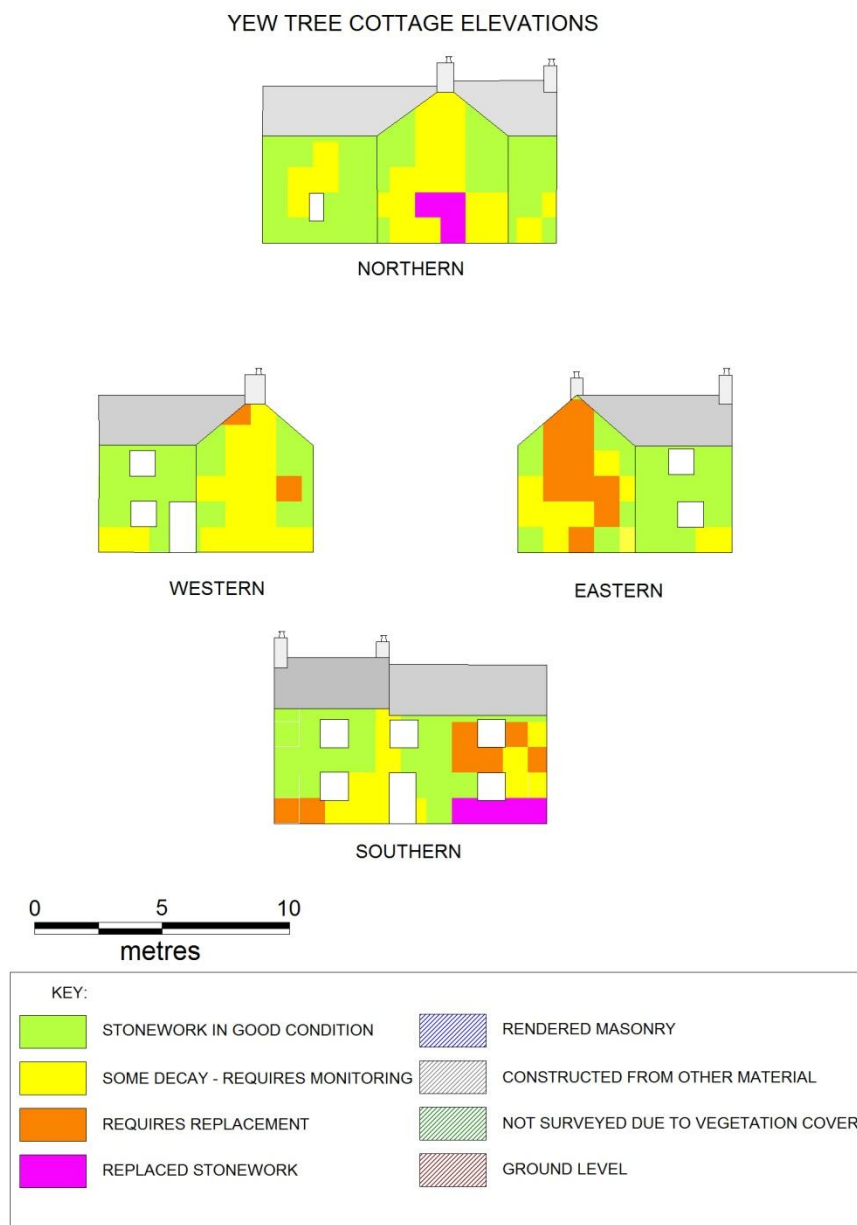 YEW TREE COTTAGE ELEVATIONS
NORTHERN
WESTERN
EASTERN
SOUTHERN
0 5 10
metres
KEY:
STONEWORK IN GOOD CONDITION
SOME DECAY - REQUIRES MONITORING
REQUIRES REPLACEMENT
REPLACED STONEWORK
RENDERED MASONRY
CONSTRUCTED FROM OTHER MATERIAL
NOT SURVEYED DUE TO VEGETATION COVER
GROUND LEVEL